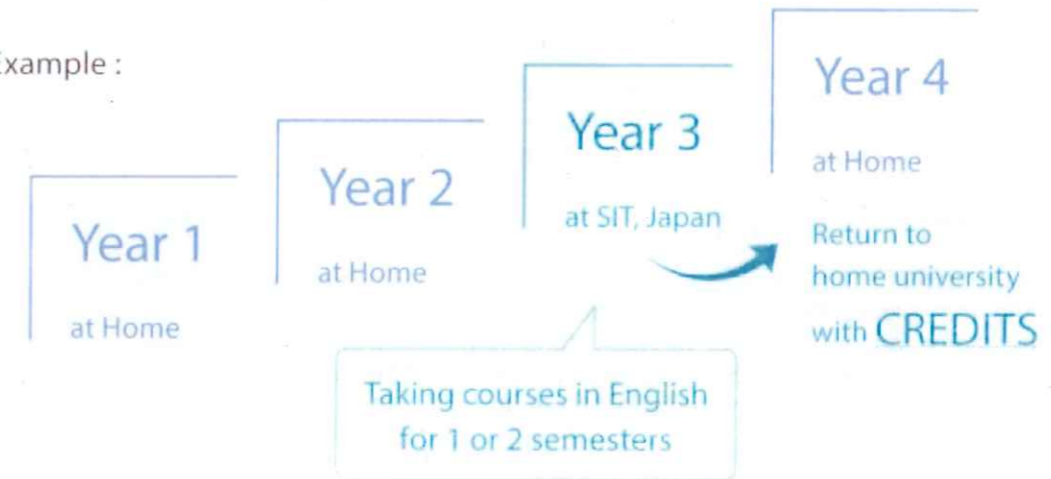 Example :
Year 1
at Home
Year 2
at Home
Year 3
at SIT, Japan
Taking courses in English
for 1 or 2 semesters
Year 4
at Home
Return to
home university
with CREDITS